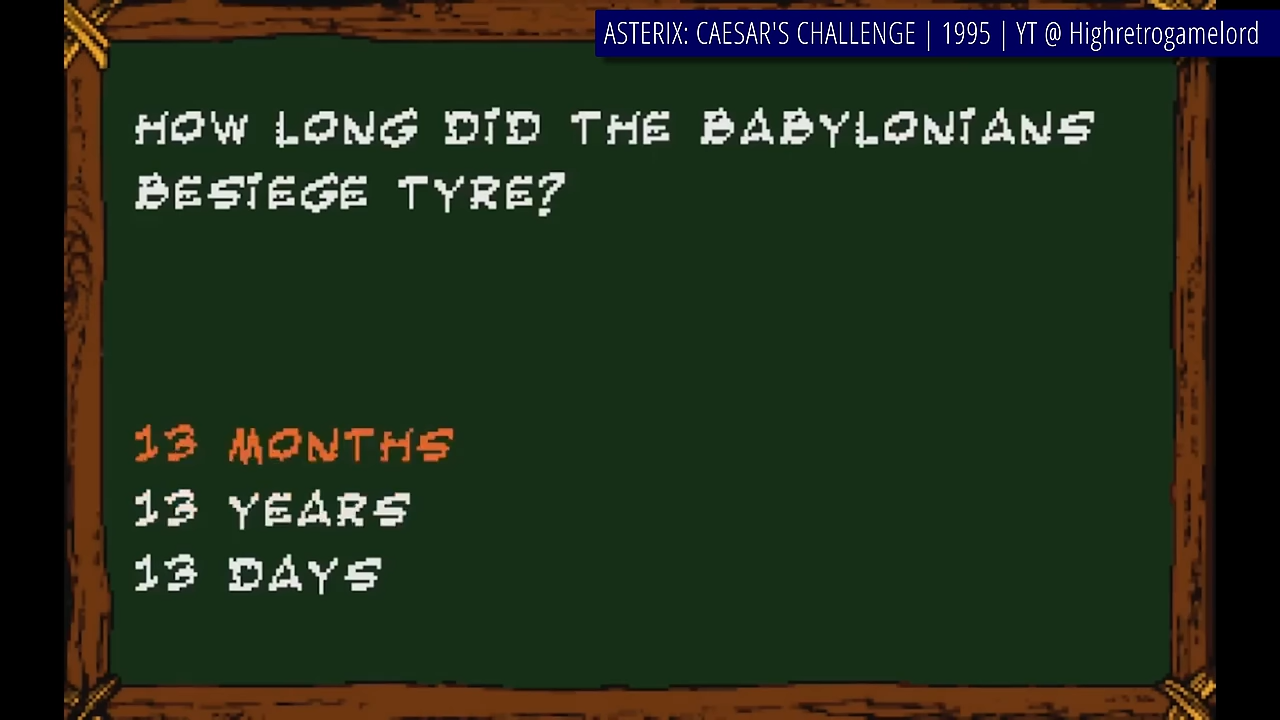 ASTERIX: CAESAR'S CHALLENGE | 1995 | YT @ Highretrogamelord
HOW LONG DID THE BABYLONIANS
BESIEGE TYRE?
13 MONTHS
13 YEARS
13 DAYS